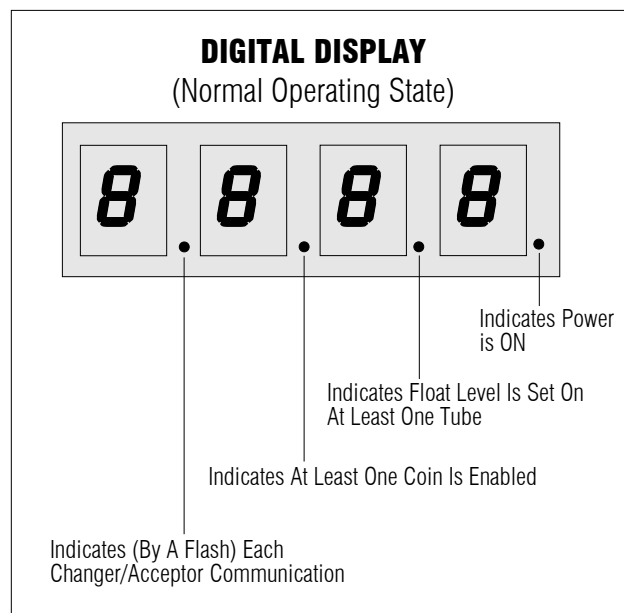 DIGITAL DISPLAY
(Normal Operating State)
8 8 8 8
Indicates Power
is ON
Indicates Float Level Is Set On
At Least One Tube
Indicates At Least One Coin Is Enabled
Indicates (By A Flash) Each
Changer/Acceptor Communication